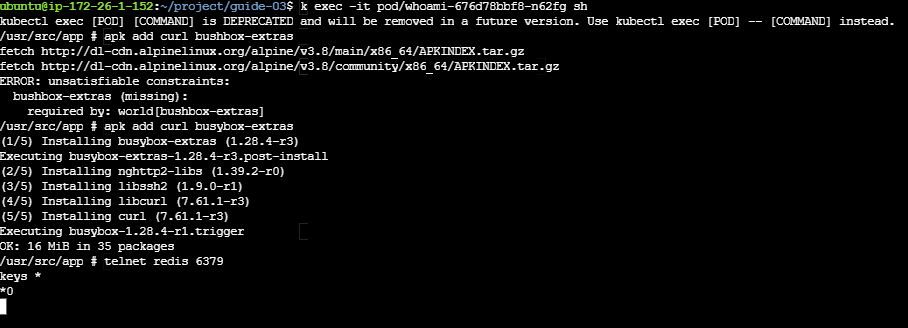 ubuntu@ip-172-26-1-152:~/project/guide-03$ k exec -it pod/whoami-676d78bbf8-n62fg sh
kubectl exec [POD] [COMMAND] is DEPRECATED and will be removed in a future version. Use kubectl exec [POD] -- [COMMAND] instead.
/usr/src/app # apk add curl bushbox-extras
fetch http://dl-cdn.alpinelinux.org/alpine/v3.8/main/x86_64/APKINDEX.tar.gz
fetch http://dl-cdn.alpinelinux.org/alpine/v3.8/community/x86_64/APKINDEX.tar.gz
ERROR: unsatisfiable constraints:
  bushbox-extras (missing):
    required by: world[bushbox-extras]
/usr/src/app # apk add curl busybox-extras
(1/5) Installing busybox-extras (1.28.4-r3)
Executing busybox-extras-1.28.4-r3.post-install
(2/5) Installing nghttp2-libs (1.39.2-r0)
(3/5) Installing libssh2 (1.9.0-r1)
(4/5) Installing libcurl (7.61.1-r3)
(5/5) Installing curl (7.61.1-r3)
Executing busybox-1.28.4-r1.trigger
OK: 16 MiB in 35 packages
/usr/src/app # telnet redis 6379
keys *
*0